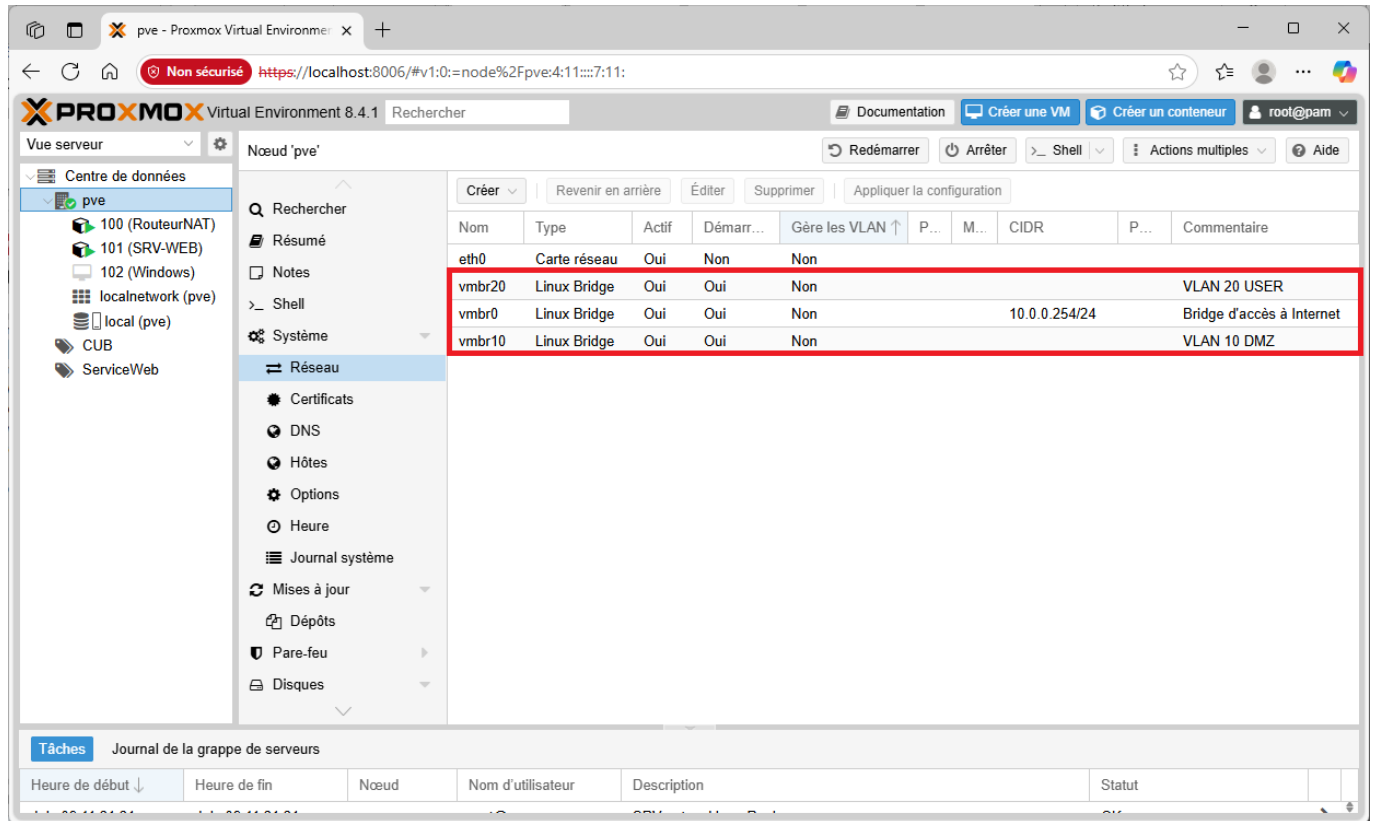 pve - Proxmox Virtual Environmer
Non sécurisé https://localhost:8006/#v1:0:=node%2Fpve:4:11::::7:11:
PROXMOX Virtual Environment 8.4.1 Rechercher Documentation Créer une VM Créer un conteneur root@pam
Vue serveur
Nœud 'pve' Redémarrer Arrêter >_ Shell Actions multiples Aide
Centre de données
pve
100 (RouteurNAT)
101 (SRV-WEB)
102 (Windows)
localnetwork (pve)
local (pve)
CUB
ServiceWeb
Rechercher
Résumé
Notes
>_ Shell
Système
Réseau
Certificats
DNS
Hôtes
Options
Heure
Journal système
Mises à jour
Dépôts
Pare-feu
Disques
Créer Revenir en arrière Éditer Supprimer Appliquer la configuration
Nom Type Actif Démarr... Gère les VLAN ↑ P... M... CIDR P... Commentaire
eth0 Carte réseau Oui Non Non
vmbr20 Linux Bridge Oui Oui Non VLAN 20 USER
vmbr0 Linux Bridge Oui Oui Non 10.0.0.254/24 Bridge d'accès à Internet
vmbr10 Linux Bridge Oui Oui Non VLAN 10 DMZ
Tâches Journal de la grappe de serveurs
Heure de début ↓ Heure de fin Nœud Nom d'utilisateur Description Statut